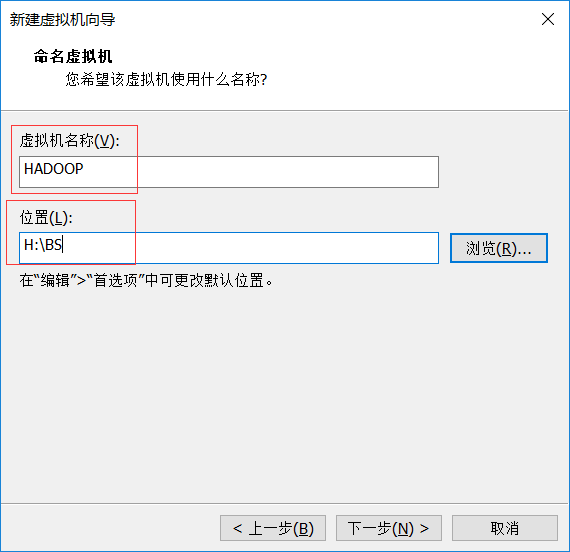 新建虚拟机向导
命名虚拟机
您希望该虚拟机使用什么名称?
虚拟机名称(V):
HADOOP
位置(L):
H:\BS
浏览(R)...
在“编辑”>“首选项”中可更改默认位置。
< 上一步(B)
下一步(N) >
取消